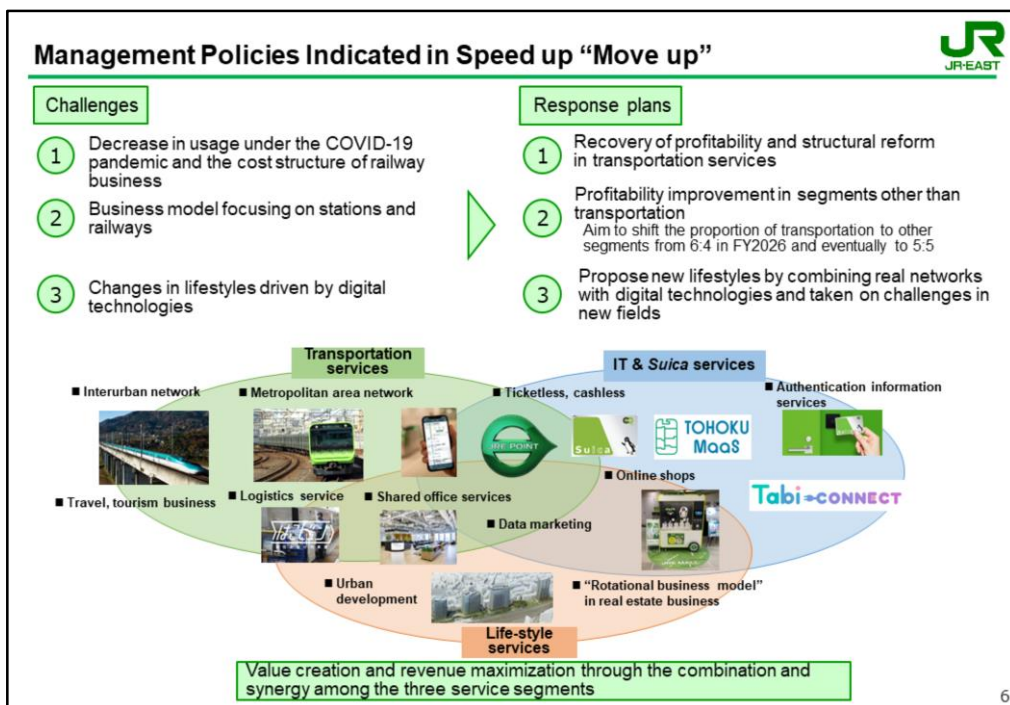 Management Policies Indicated in Speed up “Move up”
JR
JR-EAST
Challenges
1
Decrease in usage under the COVID-19
pandemic and the cost structure of railway
business
2
Business model focusing on stations and
railways
3
Changes in lifestyles driven by digital
technologies
Response plans
1
Recovery of profitability and structural reform
in transportation services
2
Profitability improvement in segments other than
transportation
Aim to shift the proportion of transportation to other
segments from 6:4 in FY2026 and eventually to 5:5
3
Propose new lifestyles by combining real networks
with digital technologies and taken on challenges in
new fields
Transportation
services
IT & Suica services
■ Interurban network
■ Metropolitan area network
■ Ticketless, cashless
■ Authentication information
services
JRE POINT
Suica
TOHOKU
MaaS
■ Travel, tourism business
■ Logistics service
■ Shared office services
■ Online shops
Tabi-CONNECT
はこビュン
■ Data marketing
■ Urban
development
■ “Rotational business model”
in real estate business
Life-style
services
Value creation and revenue maximization through the combination and
synergy among the three service segments
6